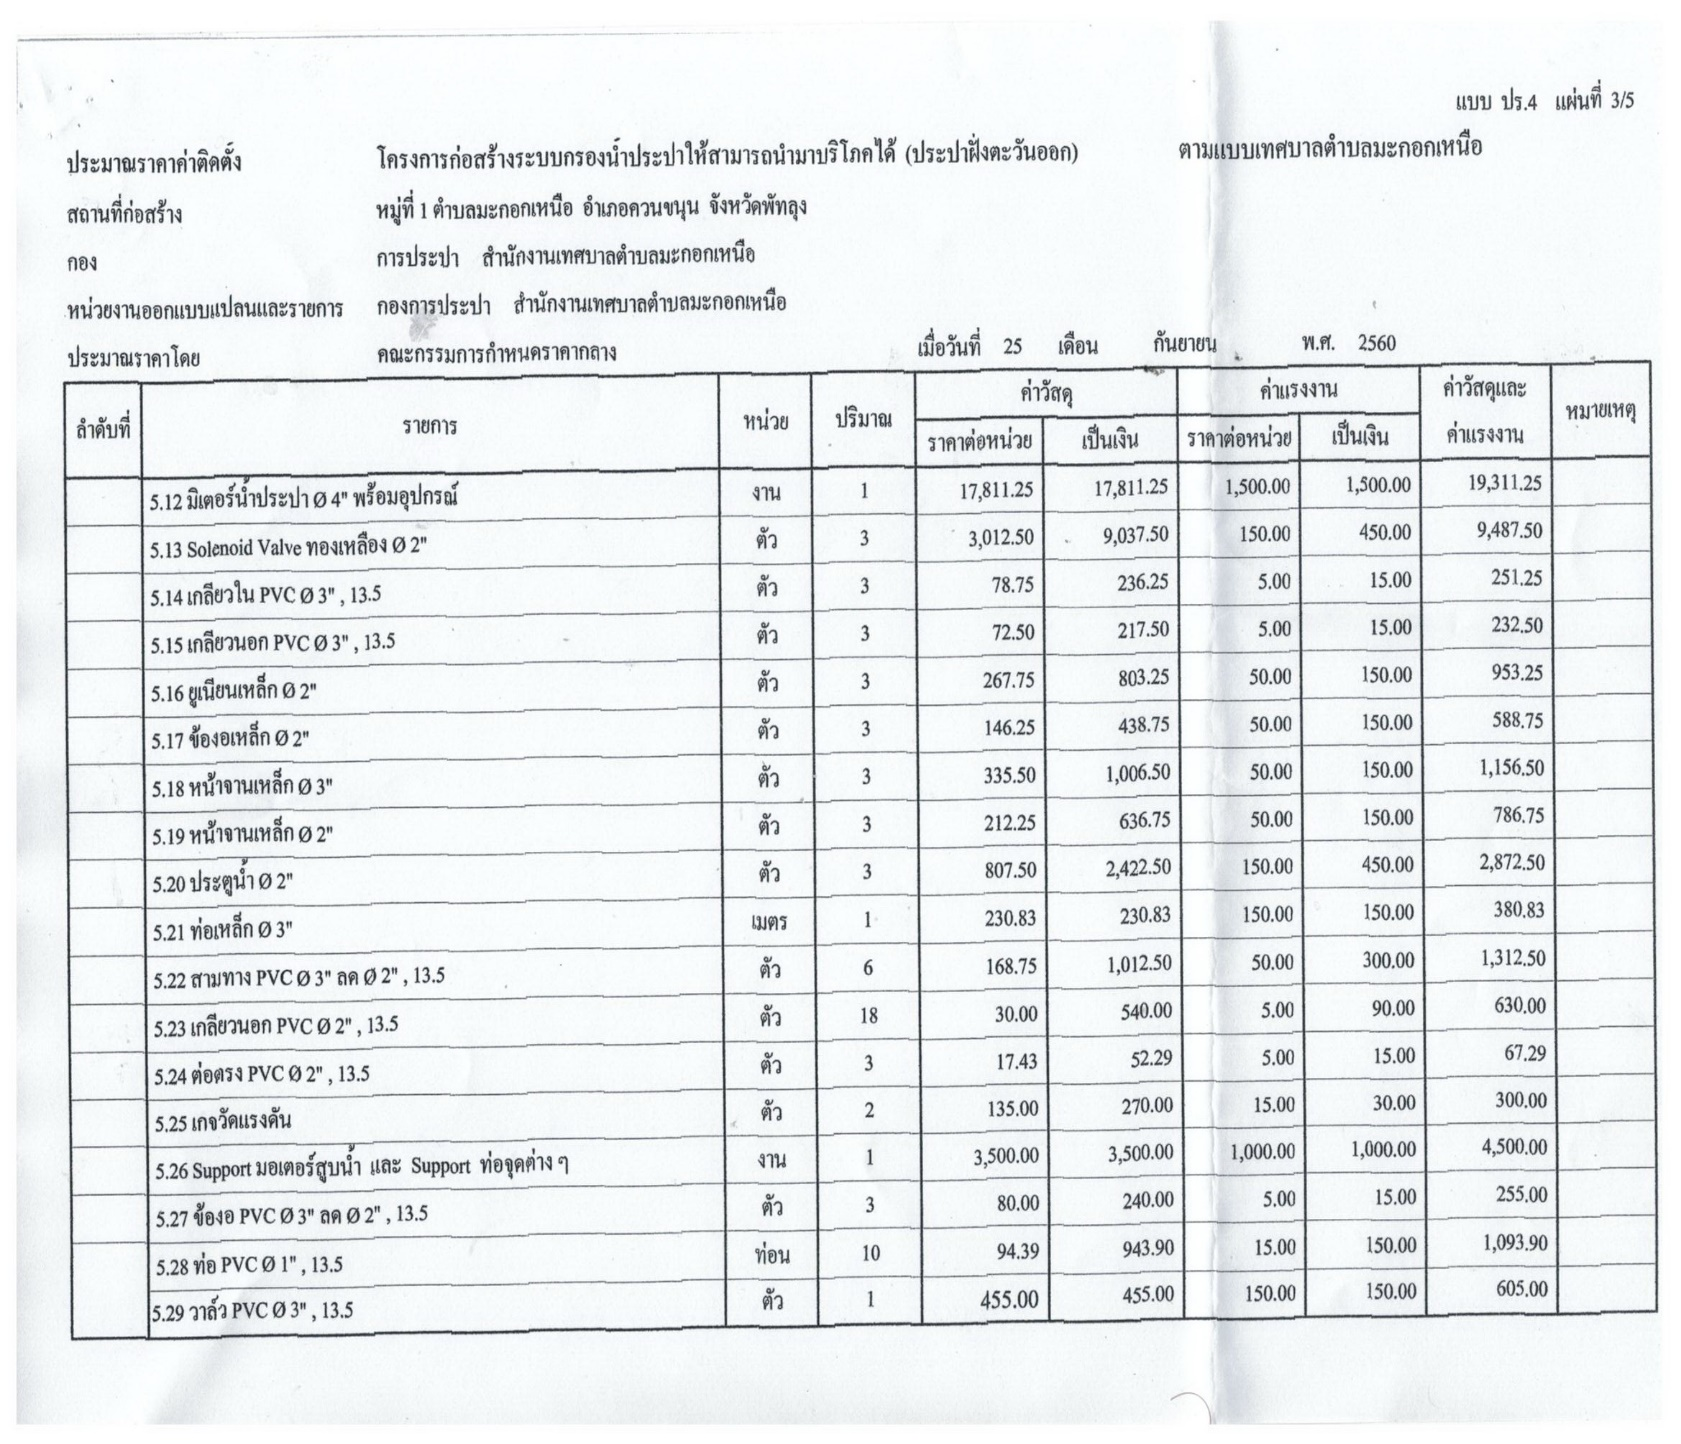 แบบ ปร.4 แผ่นที่ 3/5
ประมาณราคาค่าติดตั้ง โครงการก่อสร้างระบบกรองน้ำประปาให้สามารถนำมาบริโภคได้ (ประปาฝั่งตะวันออก) ตามแบบเทศบาลตำบลมะกอกเหนือ
สถานที่ก่อสร้าง หมู่ที่ 1 ตำบลมะกอกเหนือ อำเภอควนขนุน จังหวัดพัทลุง
กอง การประปา สำนักงานเทศบาลตำบลมะกอกเหนือ
หน่วยงานออกแบบแปลนและรายการ กองการประปา สำนักงานเทศบาลตำบลมะกอกเหนือ
ประมาณราคาโดย คณะกรรมการกำหนดราคากลาง เมื่อวันที่ 25 เดือน กันยายน พ.ศ. 2560
ลำดับที่ รายการ หน่วย ปริมาณ ค่าวัสดุ ค่าแรงงาน ค่าวัสดุและ หมายเหตุ
ราคาต่อหน่วย เป็นเงิน ราคาต่อหน่วย เป็นเงิน ค่าแรงงาน
5.12 มิเตอร์น้ำประปา Ø 4" พร้อมอุปกรณ์ งาน 1 17,811.25 17,811.25 1,500.00 1,500.00 19,311.25
5.13 Solenoid Valve ทองเหลือง Ø 2" ตัว 3 3,012.50 9,037.50 150.00 450.00 9,487.50
5.14 เกลียวใน PVC Ø 3" , 13.5 ตัว 3 78.75 236.25 5.00 15.00 251.25
5.15 เกลียวนอก PVC Ø 3" , 13.5 ตัว 3 72.50 217.50 5.00 15.00 232.50
5.16 ยูเนียนเหล็ก Ø 2" ตัว 3 267.75 803.25 50.00 150.00 953.25
5.17 ข้องอเหล็ก Ø 2" ตัว 3 146.25 438.75 50.00 150.00 588.75
5.18 หน้าจานเหล็ก Ø 3" ตัว 3 335.50 1,006.50 50.00 150.00 1,156.50
5.19 หน้าจานเหล็ก Ø 2" ตัว 3 212.25 636.75 50.00 150.00 786.75
5.20 ประตูน้ำ Ø 2" ตัว 3 807.50 2,422.50 150.00 450.00 2,872.50
5.21 ท่อเหล็ก Ø 3" เมตร 1 230.83 230.83 150.00 150.00 380.83
5.22 สามทาง PVC Ø 3" ลด Ø 2" , 13.5 ตัว 6 168.75 1,012.50 50.00 300.00 1,312.50
5.23 เกลียวนอก PVC Ø 2" , 13.5 ตัว 18 30.00 540.00 5.00 90.00 630.00
5.24 ต่อตรง PVC Ø 2" , 13.5 ตัว 3 17.43 52.29 5.00 15.00 67.29
5.25 เกจวัดแรงดัน ตัว 2 135.00 270.00 15.00 30.00 300.00
5.26 Support มอเตอร์สูบน้ำ และ Support ท่อจุดต่าง ๆ งาน 1 3,500.00 3,500.00 1,000.00 1,000.00 4,500.00
5.27 ข้องอ PVC Ø 3" ลด Ø 2" , 13.5 ตัว 3 80.00 240.00 5.00 15.00 255.00
5.28 ท่อ PVC Ø 1" , 13.5 ท่อน 10 94.39 943.90 15.00 150.00 1,093.90
5.29 วาล์ว PVC Ø 3" , 13.5 ตัว 1 455.00 455.00 150.00 150.00 605.00